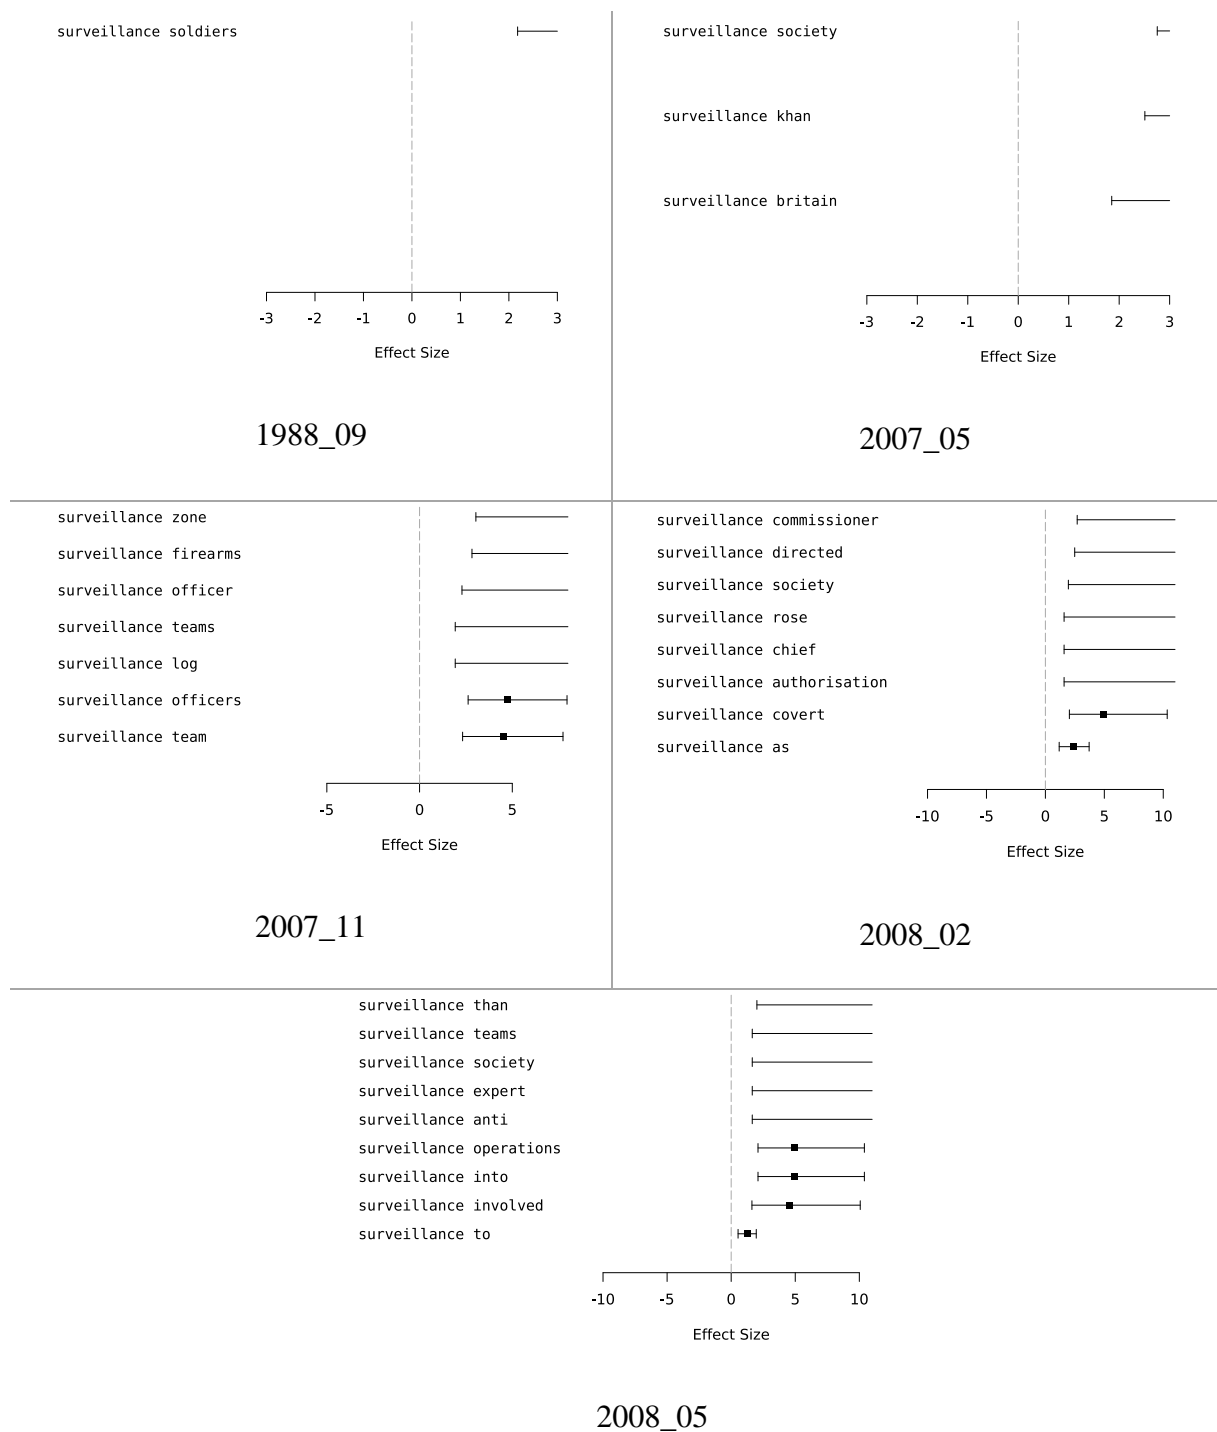 surveillance soldiers
-3 -2 -1 0 1 2 3
Effect Size
1988_09
surveillance society
surveillance khan
surveillance britain
-3 -2 -1 0 1 2 3
Effect Size
2007_05
surveillance zone
surveillance firearms
surveillance officer
surveillance teams
surveillance log
surveillance officers
surveillance team
-5 0 5
Effect Size
2007_11
surveillance commissioner
surveillance directed
surveillance society
surveillance rose
surveillance chief
surveillance authorisation
surveillance covert
surveillance as
-10 -5 0 5 10
Effect Size
2008_02
surveillance than
surveillance teams
surveillance society
surveillance expert
surveillance anti
surveillance operations
surveillance into
surveillance involved
surveillance to
-10 -5 0 5 10
Effect Size
2008_05